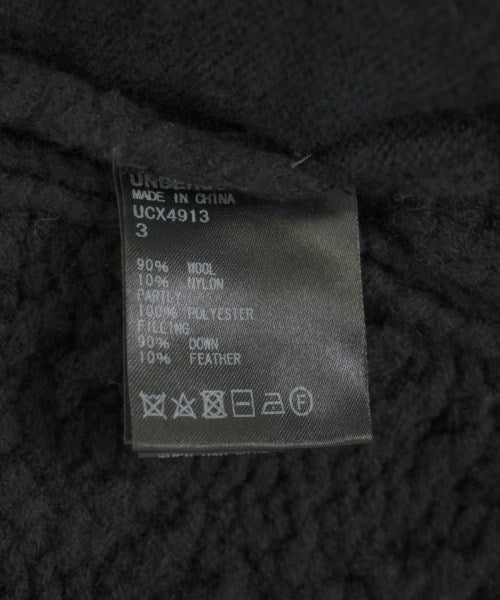 MADE IN CHINA
UCX4913
3
90% WOOL
10% NYLON
PARTLY
100% POLYESTER
FILLING
90% DOWN
10% FEATHER